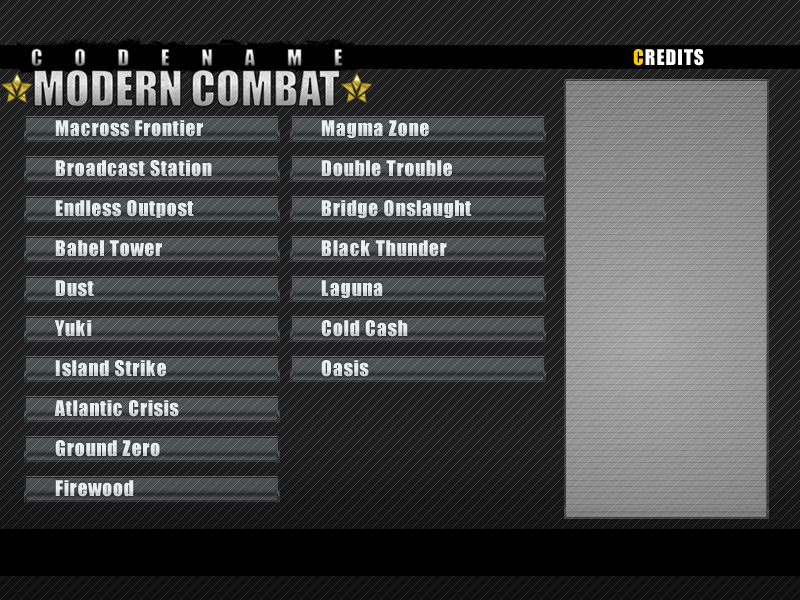 CODENAME
MODERN COMBAT
CREDITS
Macross Frontier
Broadcast Station
Endless Outpost
Babel Tower
Dust
Yuki
Island Strike
Atlantic Crisis
Ground Zero
Firewood
Magma Zone
Double Trouble
Bridge Onslaught
Black Thunder
Laguna
Cold Cash
Oasis